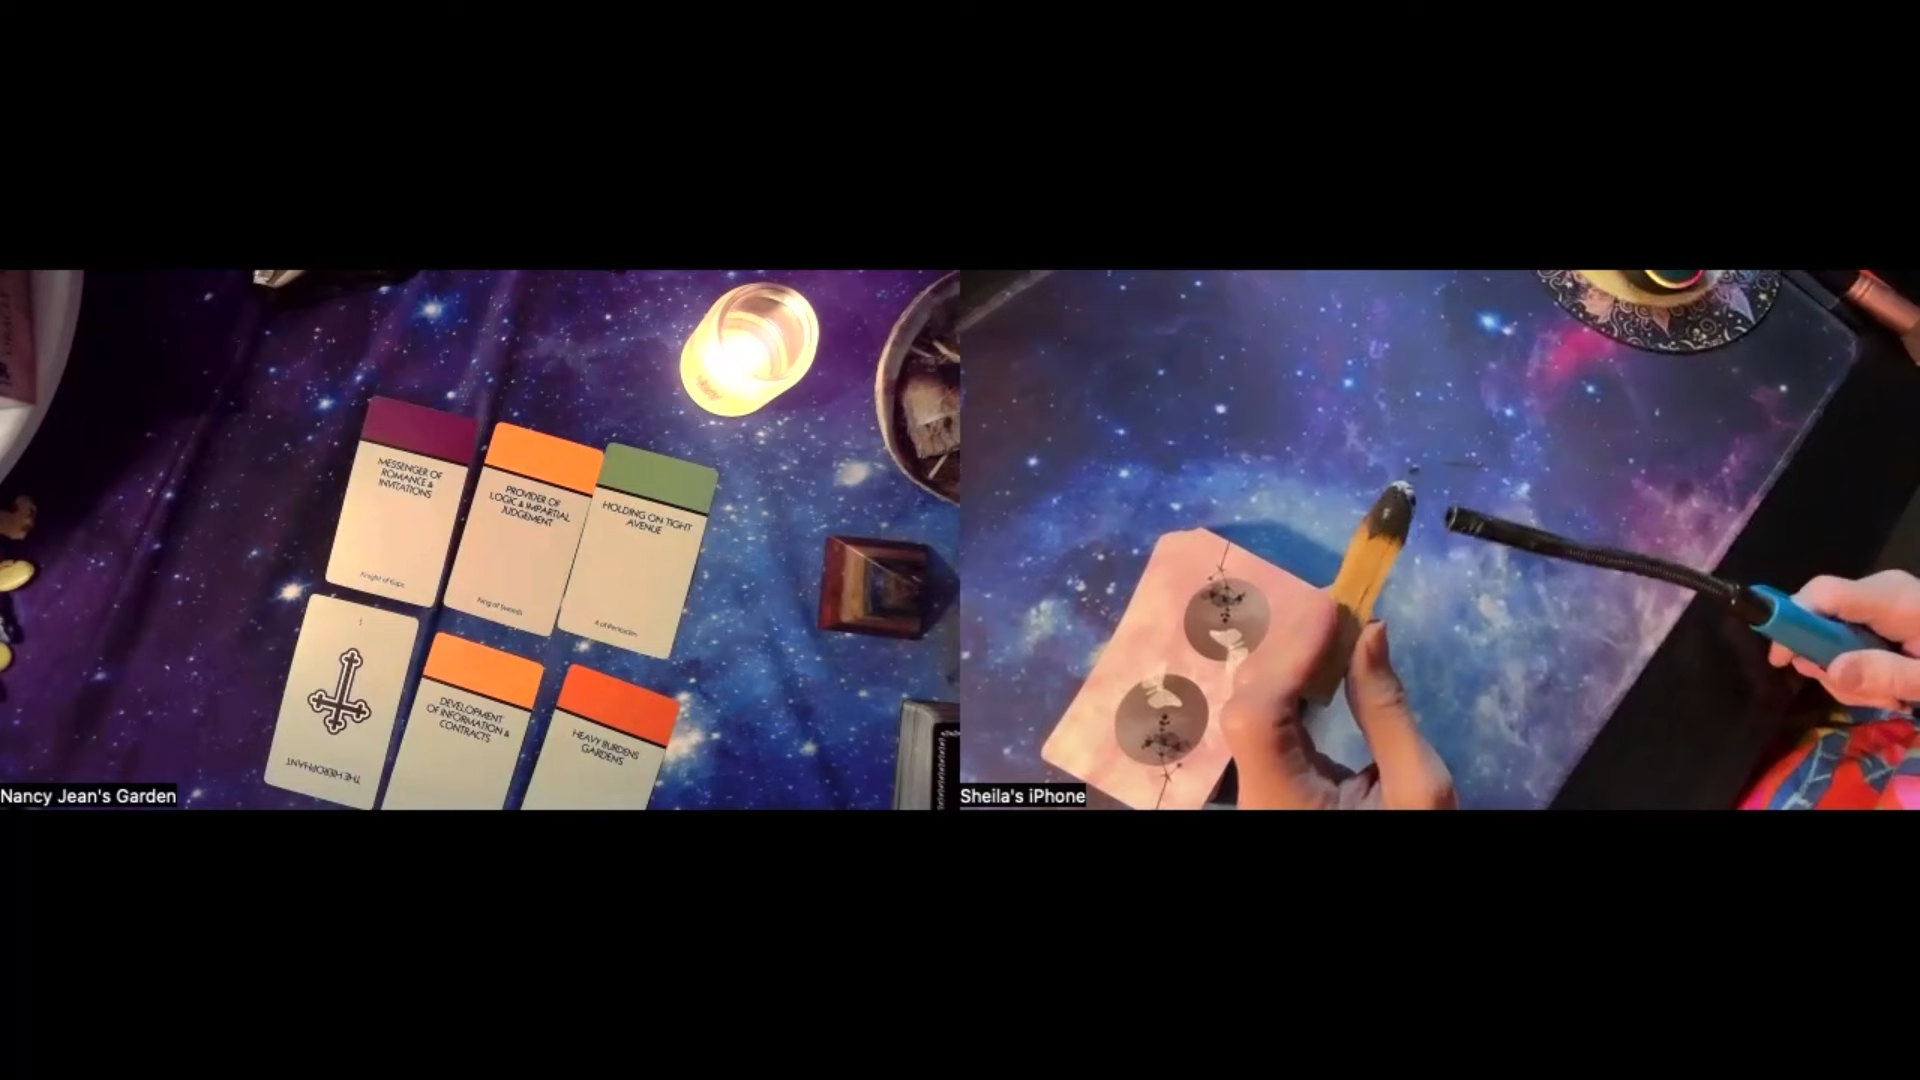 MESSENGER OF
ROMANCE &
INVITATIONS
Knight of Cups
PROVIDER OF
LOGIC & IMPARTIAL
JUDGEMENT
King of Swords
HOLDING ON TIGHT
AVENUE
4 of Pentacles
THE HIEROPHANT
DEVELOPMENT
OF INFORMATION &
CONTRACTS
HEAVY BURDENS
GARDENS
Nancy Jean's Garden
Sheila's iPhone